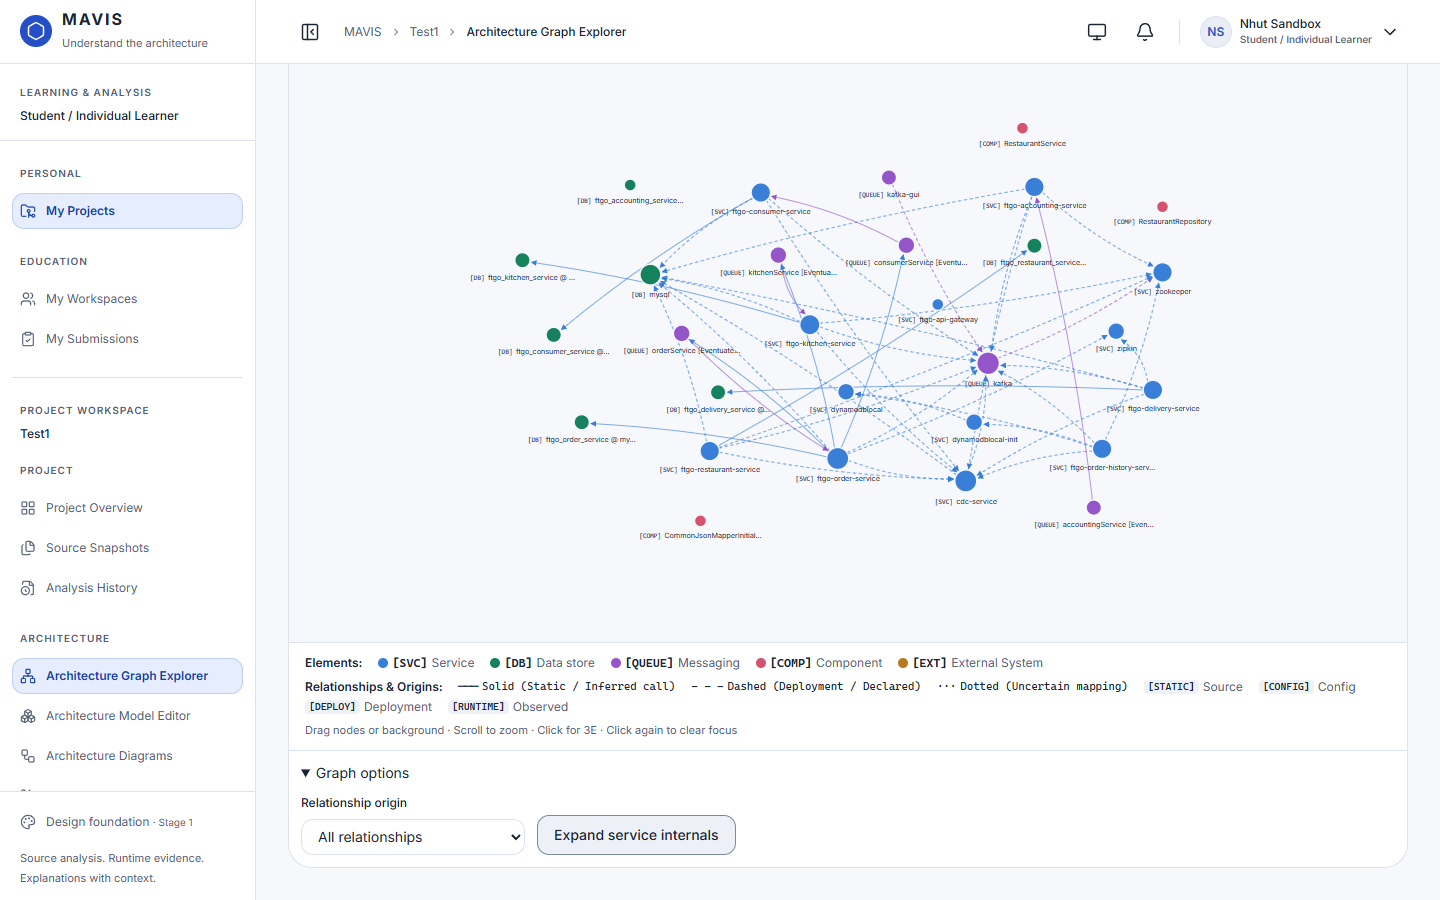 MAVIS
Understand the architecture
MAVIS > Test1 > Architecture Graph Explorer
NS
Nhut Sandbox
Student / Individual Learner
LEARNING & ANALYSIS
Student / Individual Learner
PERSONAL
My Projects
EDUCATION
My Workspaces
My Submissions
PROJECT WORKSPACE
Test1
PROJECT
Project Overview
Source Snapshots
Analysis History
ARCHITECTURE
Architecture Graph Explorer
Architecture Model Editor
Architecture Diagrams
Design foundation · Stage 1
Source analysis. Runtime evidence.
Explanations with context.
[COMP] RestaurantService
[DB] ftgo_accounting_service...
[SVC] ftgo-consumer-service
[QUEUE] kafka-gui
[SVC] ftgo-accounting-service
[COMP] RestaurantRepository
[DB] ftgo_kitchen_service @ ...
[DB] mysql
[QUEUE] kitchenService [Eventua...
[QUEUE] consumerService [Eventu...
[DB] ftgo_restaurant_service...
[SVC] zookeeper
[SVC] ftgo-api-gateway
[DB] ftgo_consumer_service @...
[QUEUE] orderService [Eventuate...
[SVC] ftgo-kitchen-service
[SVC] zipkin
[QUEUE] kafka
[DB] ftgo_delivery_service @...
[SVC] dynamodblocal
[SVC] ftgo-delivery-service
[DB] ftgo_order_service @ my...
[SVC] dynamodblocal-init
[SVC] ftgo-restaurant-service
[SVC] ftgo-order-service
[SVC] ftgo-order-history-serv...
[SVC] cdc-service
[QUEUE] accountingService [Even...
[COMP] CommonJsonMapperInitial...
Elements: [SVC] Service [DB] Data store [QUEUE] Messaging [COMP] Component [EXT] External System
Relationships & Origins: —— Solid (Static / Inferred call) – – – Dashed (Deployment / Declared) ··· Dotted (Uncertain mapping) [STATIC] Source [CONFIG] Config
[DEPLOY] Deployment [RUNTIME] Observed
Drag nodes or background · Scroll to zoom · Click for 3E · Click again to clear focus
▼ Graph options
Relationship origin
All relationships
Expand service internals